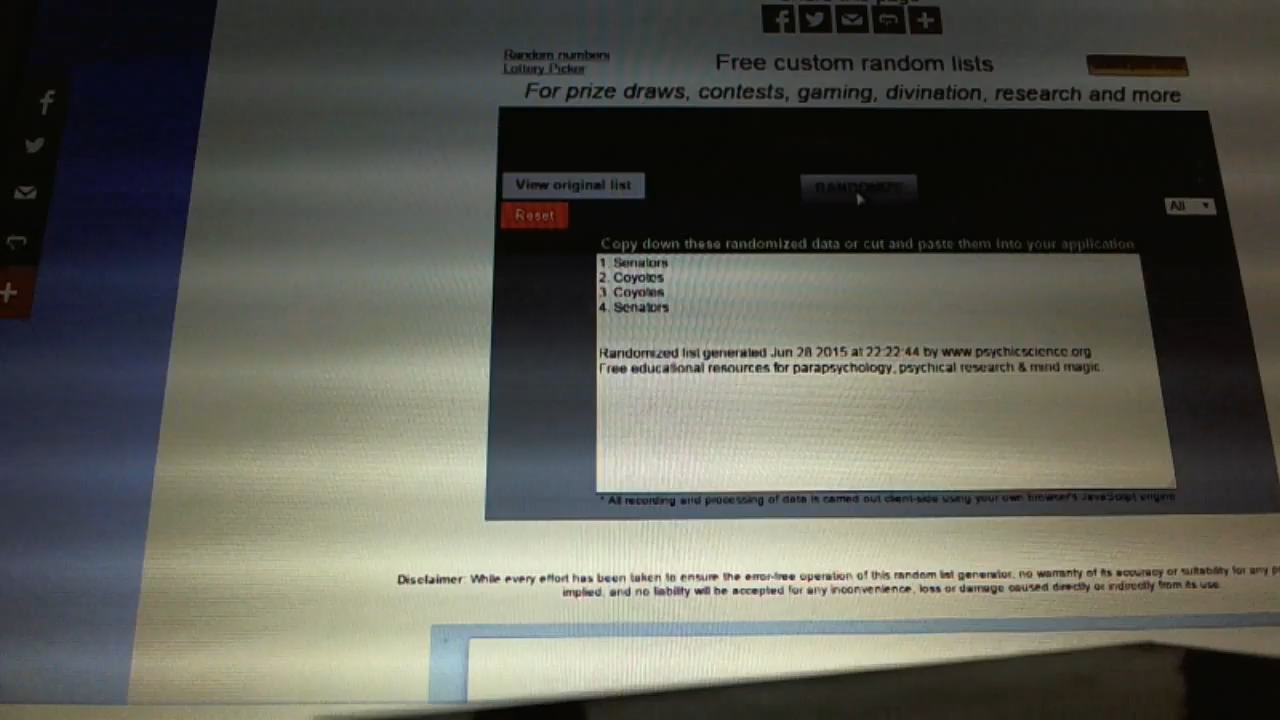 Random numbers
Lottery Picker
Free custom random lists
For prize draws, contests, gaming, divination, research and more
View original list
RANDOMIZE
Reset
All
Copy down these randomized data or cut and paste them into your application
1. Senators
2. Coyotes
3. Coyotes
4. Senators
Randomized list generated Jun 28 2015 at 22:22:44 by www.psychicscience.org
Free educational resources for parapsychology, psychical research & mind magic.
* All recording and processing of data is carried out client-side using your own browser's JavaScript engine
Disclaimer: While every effort has been taken to ensure the error-free operation of this random list generator, no warranty of its accuracy or suitability for any
implied, and no liability will be accepted for any inconvenience, loss or damage caused directly or indirectly from its use.